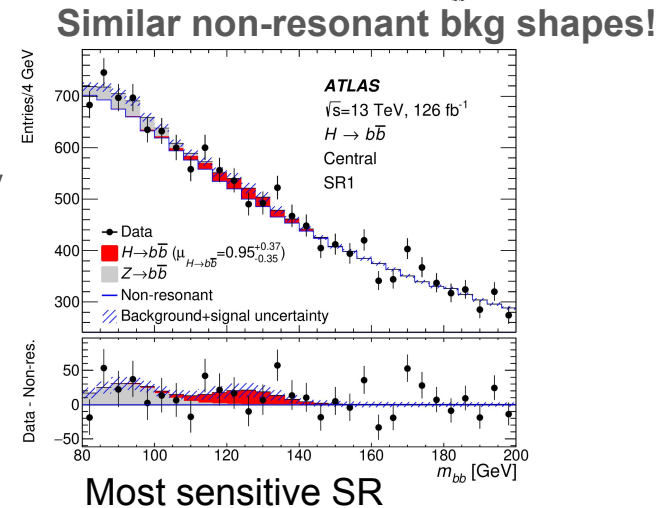 Similar non-resonant bkg shapes!
Entries/4 GeV
700
600
500
400
300
ATLAS
√s=13 TeV, 126 fb⁻¹
H → bb̅
Central
SR1
Data
H→bb̅ (μ_H→bb̅=0.95+0.37−0.35)
Z→bb̅
Non-resonant
Background+signal uncertainty
Data - Non-res.
50
0
−50
80 100 120 140 160 180 200
m_bb [GeV]
Most sensitive SR